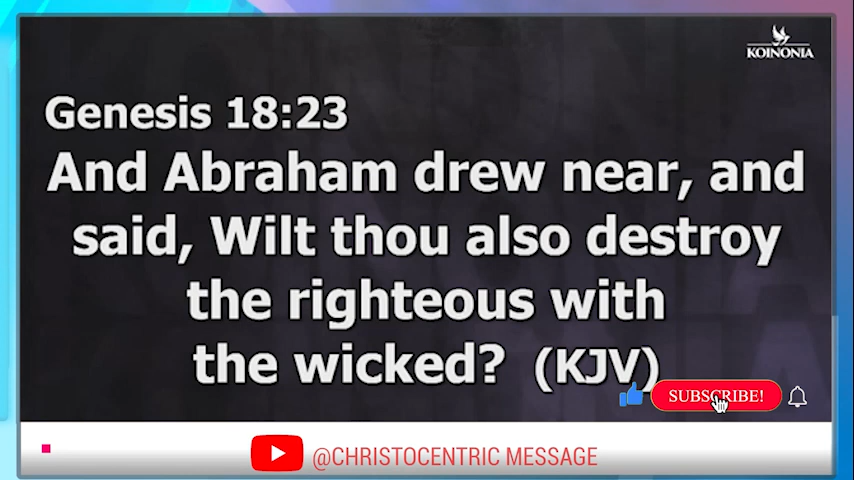 KOINONIA
Genesis 18:23
And Abraham drew near, and
said, Wilt thou also destroy
the righteous with
the wicked? (KJV)
SUBSCRIBE!
@CHRISTOCENTRIC MESSAGE